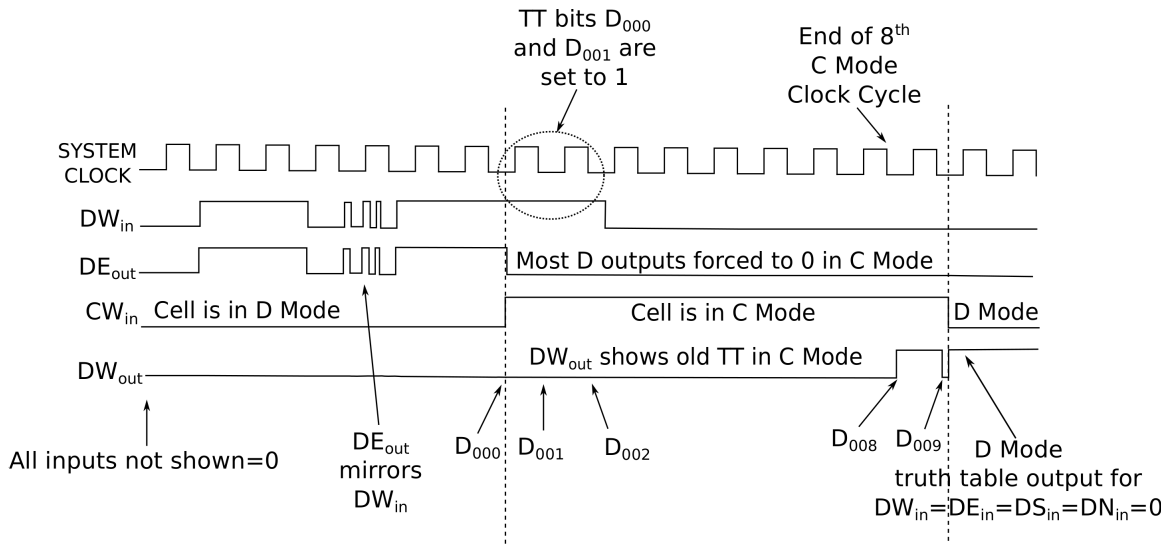 TT bits D000
and D001 are
set to 1
End of 8th
C Mode
Clock Cycle
SYSTEM
CLOCK
DWin
DEout
Most D outputs forced to 0 in C Mode
CWin
Cell is in D Mode
Cell is in C Mode
D Mode
DWout shows old TT in C Mode
DWout
All inputs not shown=0
DEout
mirrors
DWin
D000
D001
D002
D008
D009
D Mode
truth table output for
DWin=DEin=DSin=DNin=0